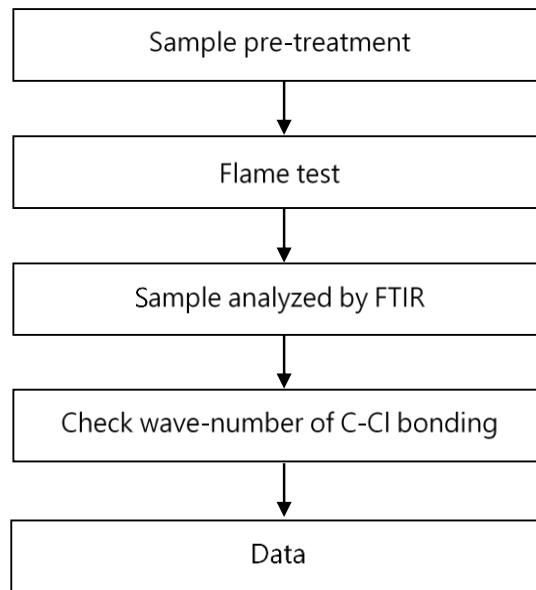 Sample pre-treatment
Flame test
Sample analyzed by FTIR
Check wave-number of C-Cl bonding
Data